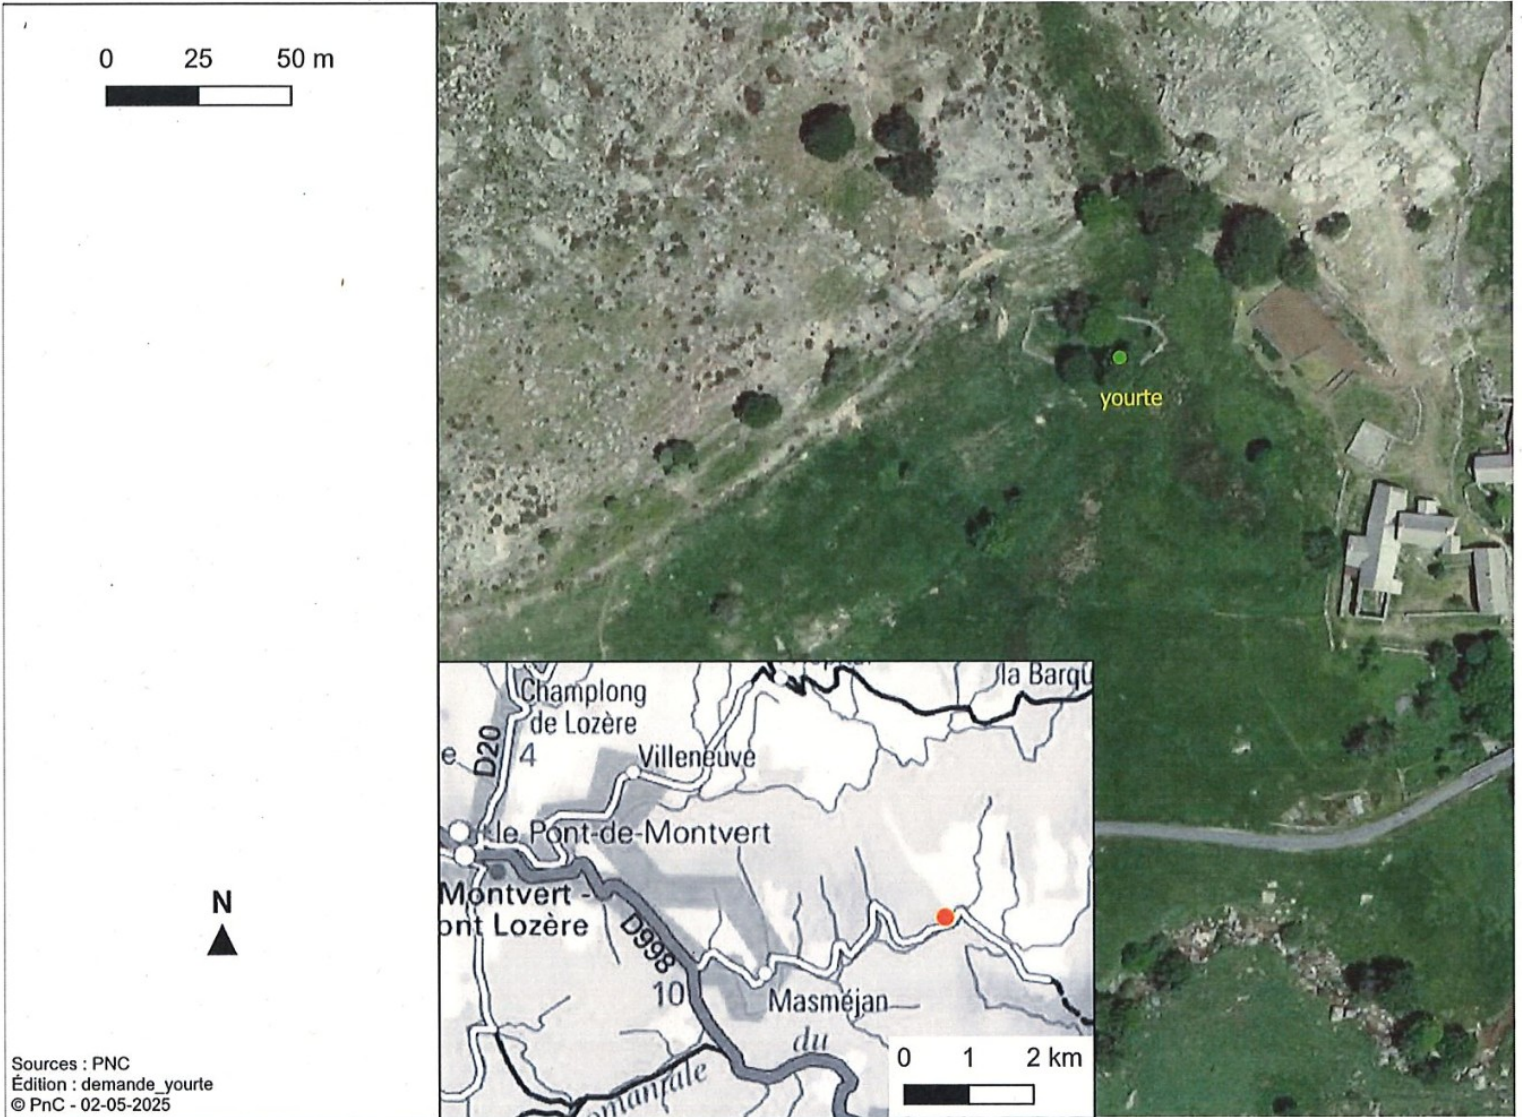 0 25 50 m
yourte
la Barqu
Champlong
de Lozère
D20
4
e
Villeneuve
le Pont-de-Montvert
Montvert -
ont Lozère
D998
10
Masméjan
du
0 1 2 km
N
Sources : PNC
Édition : demande_yourte
© PnC - 02-05-2025